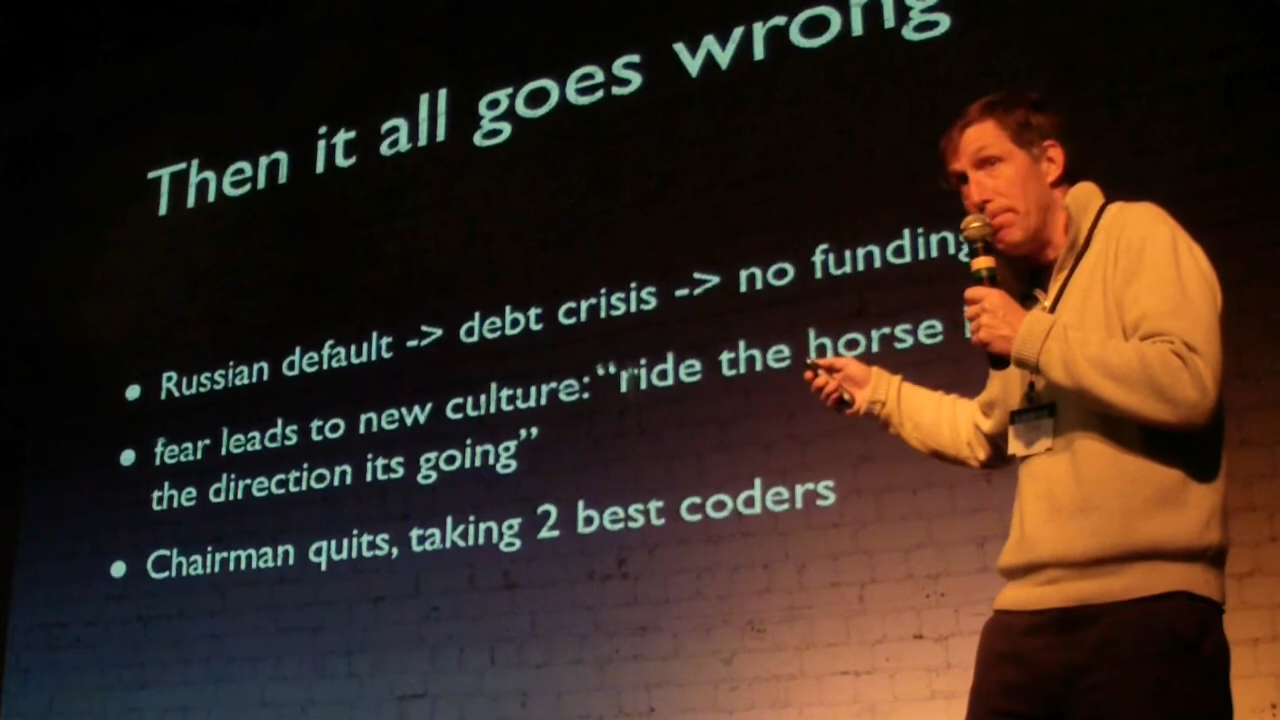 Then it all goes wrong
• Russian default -> debt crisis -> no funding
• fear leads to new culture: “ride the horse
the direction its going”
• Chairman quits, taking 2 best coders